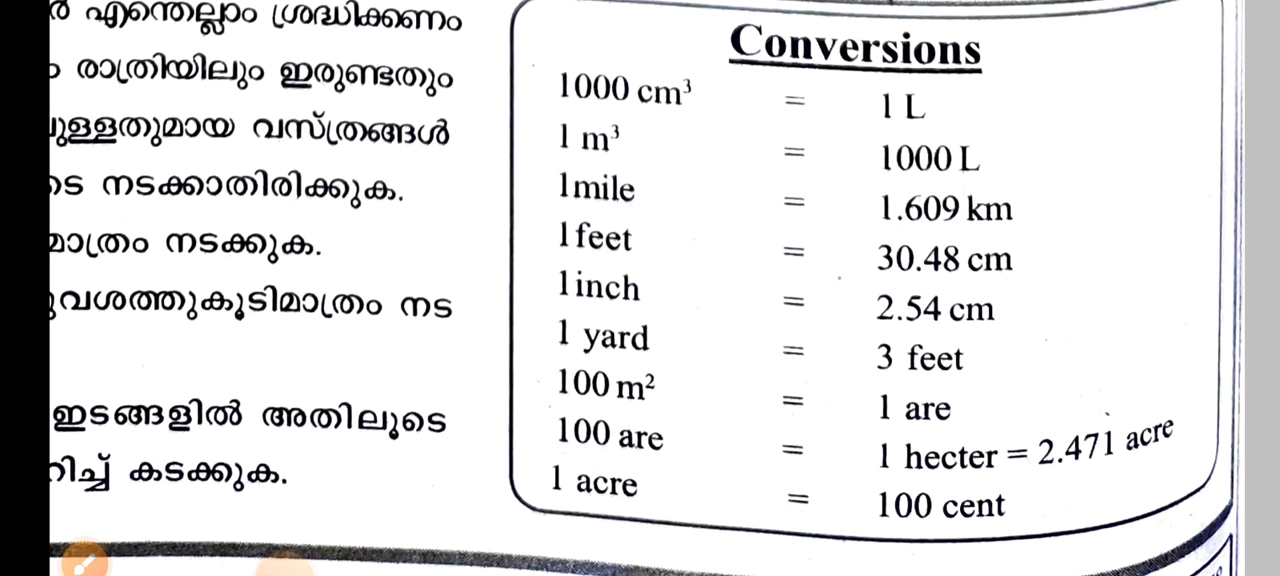 എന്തെല്ലാം ശ്രദ്ധിക്കണം
രാത്രിയിലും ഇരുണ്ടതും
വസ്ത്രങ്ങൾ
നടക്കാതിരിക്കുക.
മാത്രം നടക്കുക.
നട
ഇടങ്ങളിൽ അതിലൂടെ
കടക്കുക.
Conversions
1000 cm³ = 1 L
1 m³ = 1000 L
1mile = 1.609 km
1feet = 30.48 cm
1inch = 2.54 cm
1 yard = 3 feet
100 m² = 1 are
100 are = 1 hecter = 2.471 acre
1 acre = 100 cent